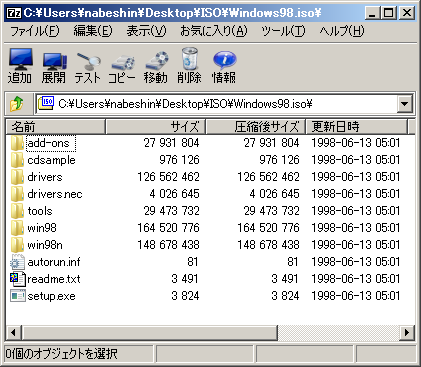 C:¥Users¥nabeshin¥Desktop¥ISO¥Windows98.iso¥
ファイル(F) 編集(E) 表示(V) お気に入り(A) ツール(T) ヘルプ(H)
追加 展開 テスト コピー 移動 削除 情報
ISO C:¥Users¥nabeshin¥Desktop¥ISO¥Windows98.iso¥
名前 サイズ 圧縮後サイズ 更新日時
add-ons 27 931 804 27 931 804 1998-06-13 05:01
cdsample 976 126 976 126 1998-06-13 05:01
drivers 126 562 462 126 562 462 1998-06-13 05:01
drivers.nec 4 026 645 4 026 645 1998-06-13 05:01
tools 29 473 732 29 473 732 1998-06-13 05:01
win98 164 520 776 164 520 776 1998-06-13 05:01
win98n 148 678 438 148 678 438 1998-06-13 05:01
autorun.inf 81 81 1998-06-13 05:01
readme.txt 3 491 3 491 1998-06-13 05:01
setup.exe 3 824 3 824 1998-06-13 05:01
0個のオブジェクトを選択